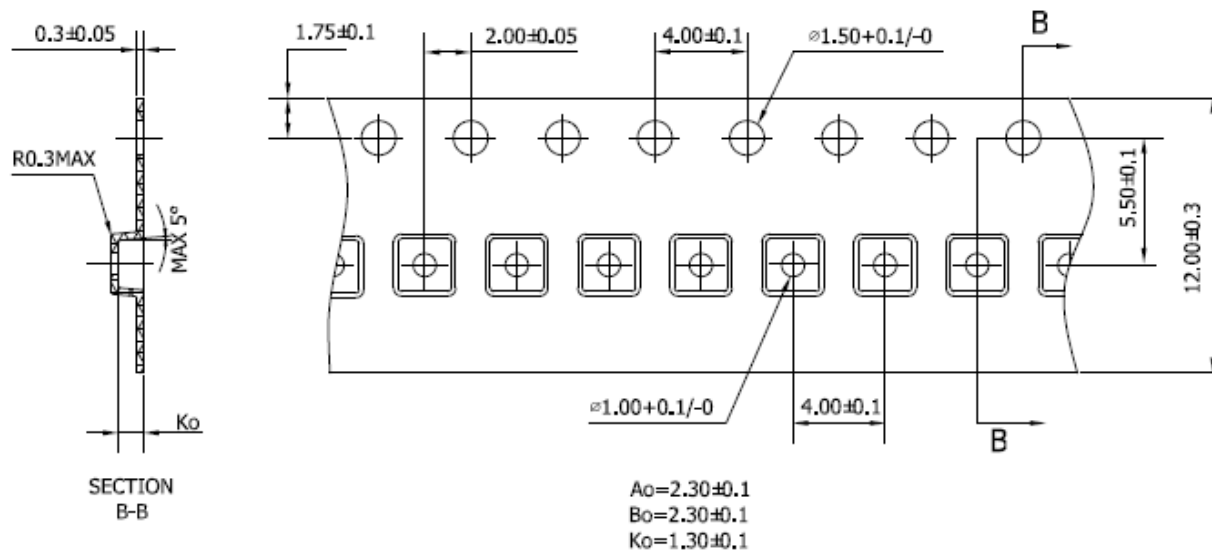 0.3±0.05
1.75±0.1
2.00±0.05
4.00±0.1
⌀1.50+0.1/-0
B
R0.3MAX
MAX 5°
5.50±0.1
12.00±0.3
Ko
⌀1.00+0.1/-0
4.00±0.1
B
SECTION
B-B
Ao=2.30±0.1
Bo=2.30±0.1
Ko=1.30±0.1